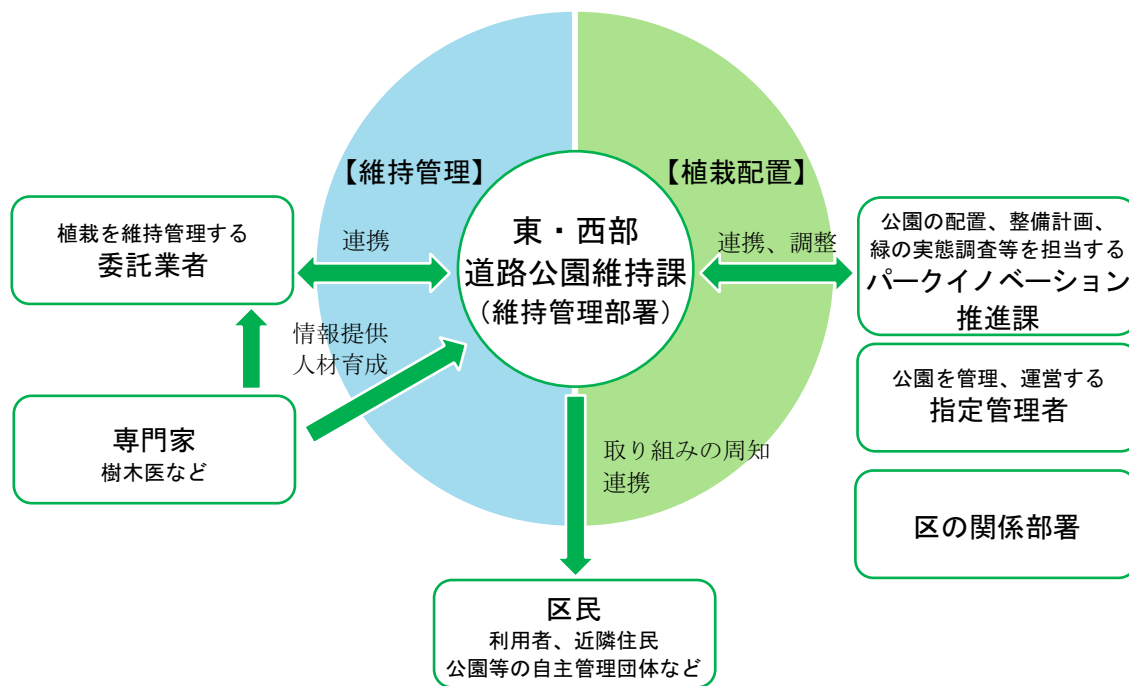 【維持管理】
【植栽配置】
東・西部
道路公園維持課
（維持管理部署）
植栽を維持管理する
委託業者
連携
連携、調整
公園の配置、整備計画、
緑の実態調査等を担当する
パークイノベーション
推進課
情報提供
人材育成
専門家
樹木医など
公園を管理、運営する
指定管理者
取り組みの周知
連携
区の関係部署
区民
利用者、近隣住民
公園等の自主管理団体など